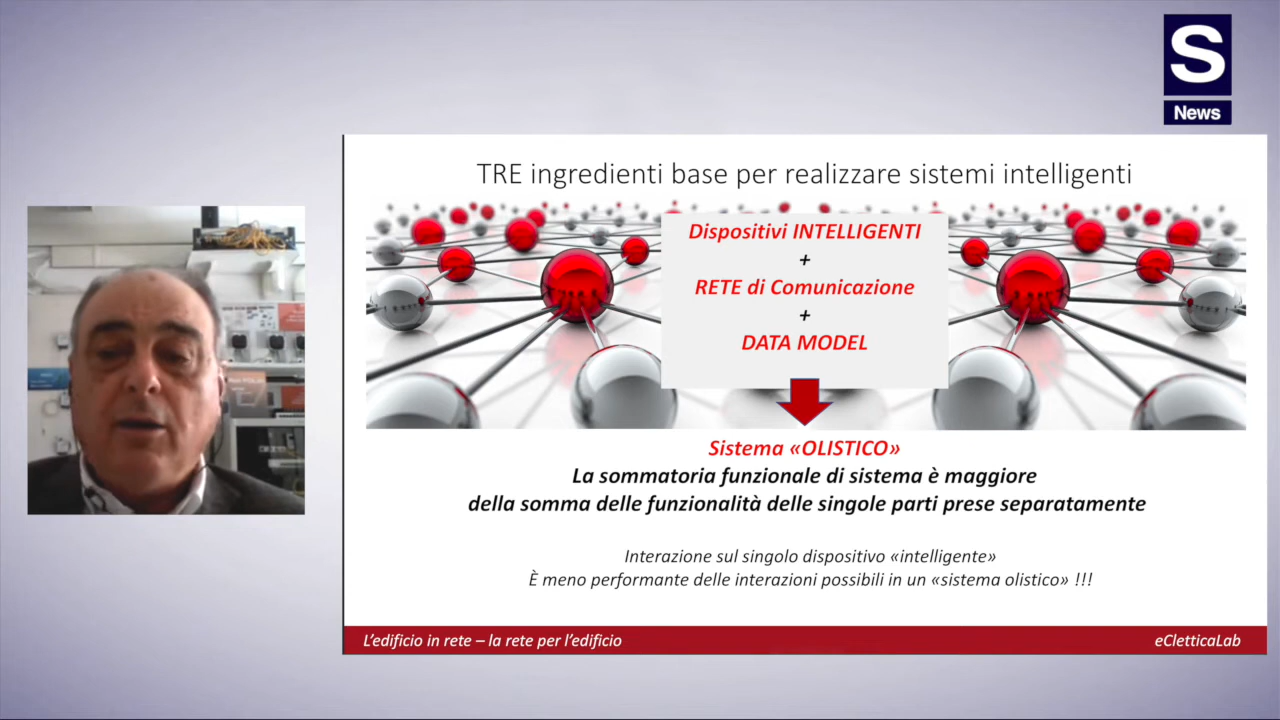 S
News
TRE ingredienti base per realizzare sistemi intelligenti
Dispositivi INTELLIGENTI
+
RETE di Comunicazione
+
DATA MODEL
Sistema «OLISTICO»
La sommatoria funzionale di sistema è maggiore
della somma delle funzionalità delle singole parti prese separatamente
Interazione sul singolo dispositivo «intelligente»
È meno performante delle interazioni possibili in un «sistema olistico» !!!
L'edificio in rete – la rete per l'edificio
eCletticaLab